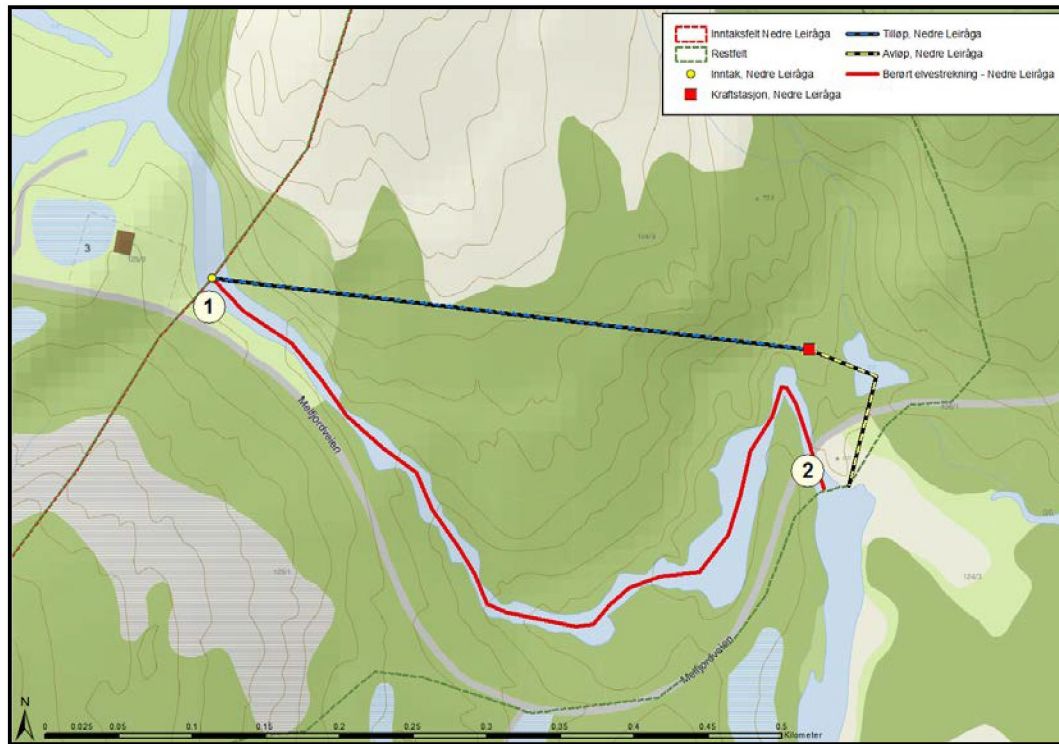 Inntaksfelt Nedre Leiråga
Restfelt
Inntak, Nedre Leiråga
Kraftstasjon, Nedre Leiråga
Tilløp, Nedre Leiråga
Avløp, Nedre Leiråga
Berørt elvestrekning - Nedre Leiråga
3
1
Melfjordveien
2
124/3
Melfjordveien
N
0 0.025 0.05 0.1 0.15 0.2 0.25 0.3 0.35 0.4 0.45 0.5
Kilometer